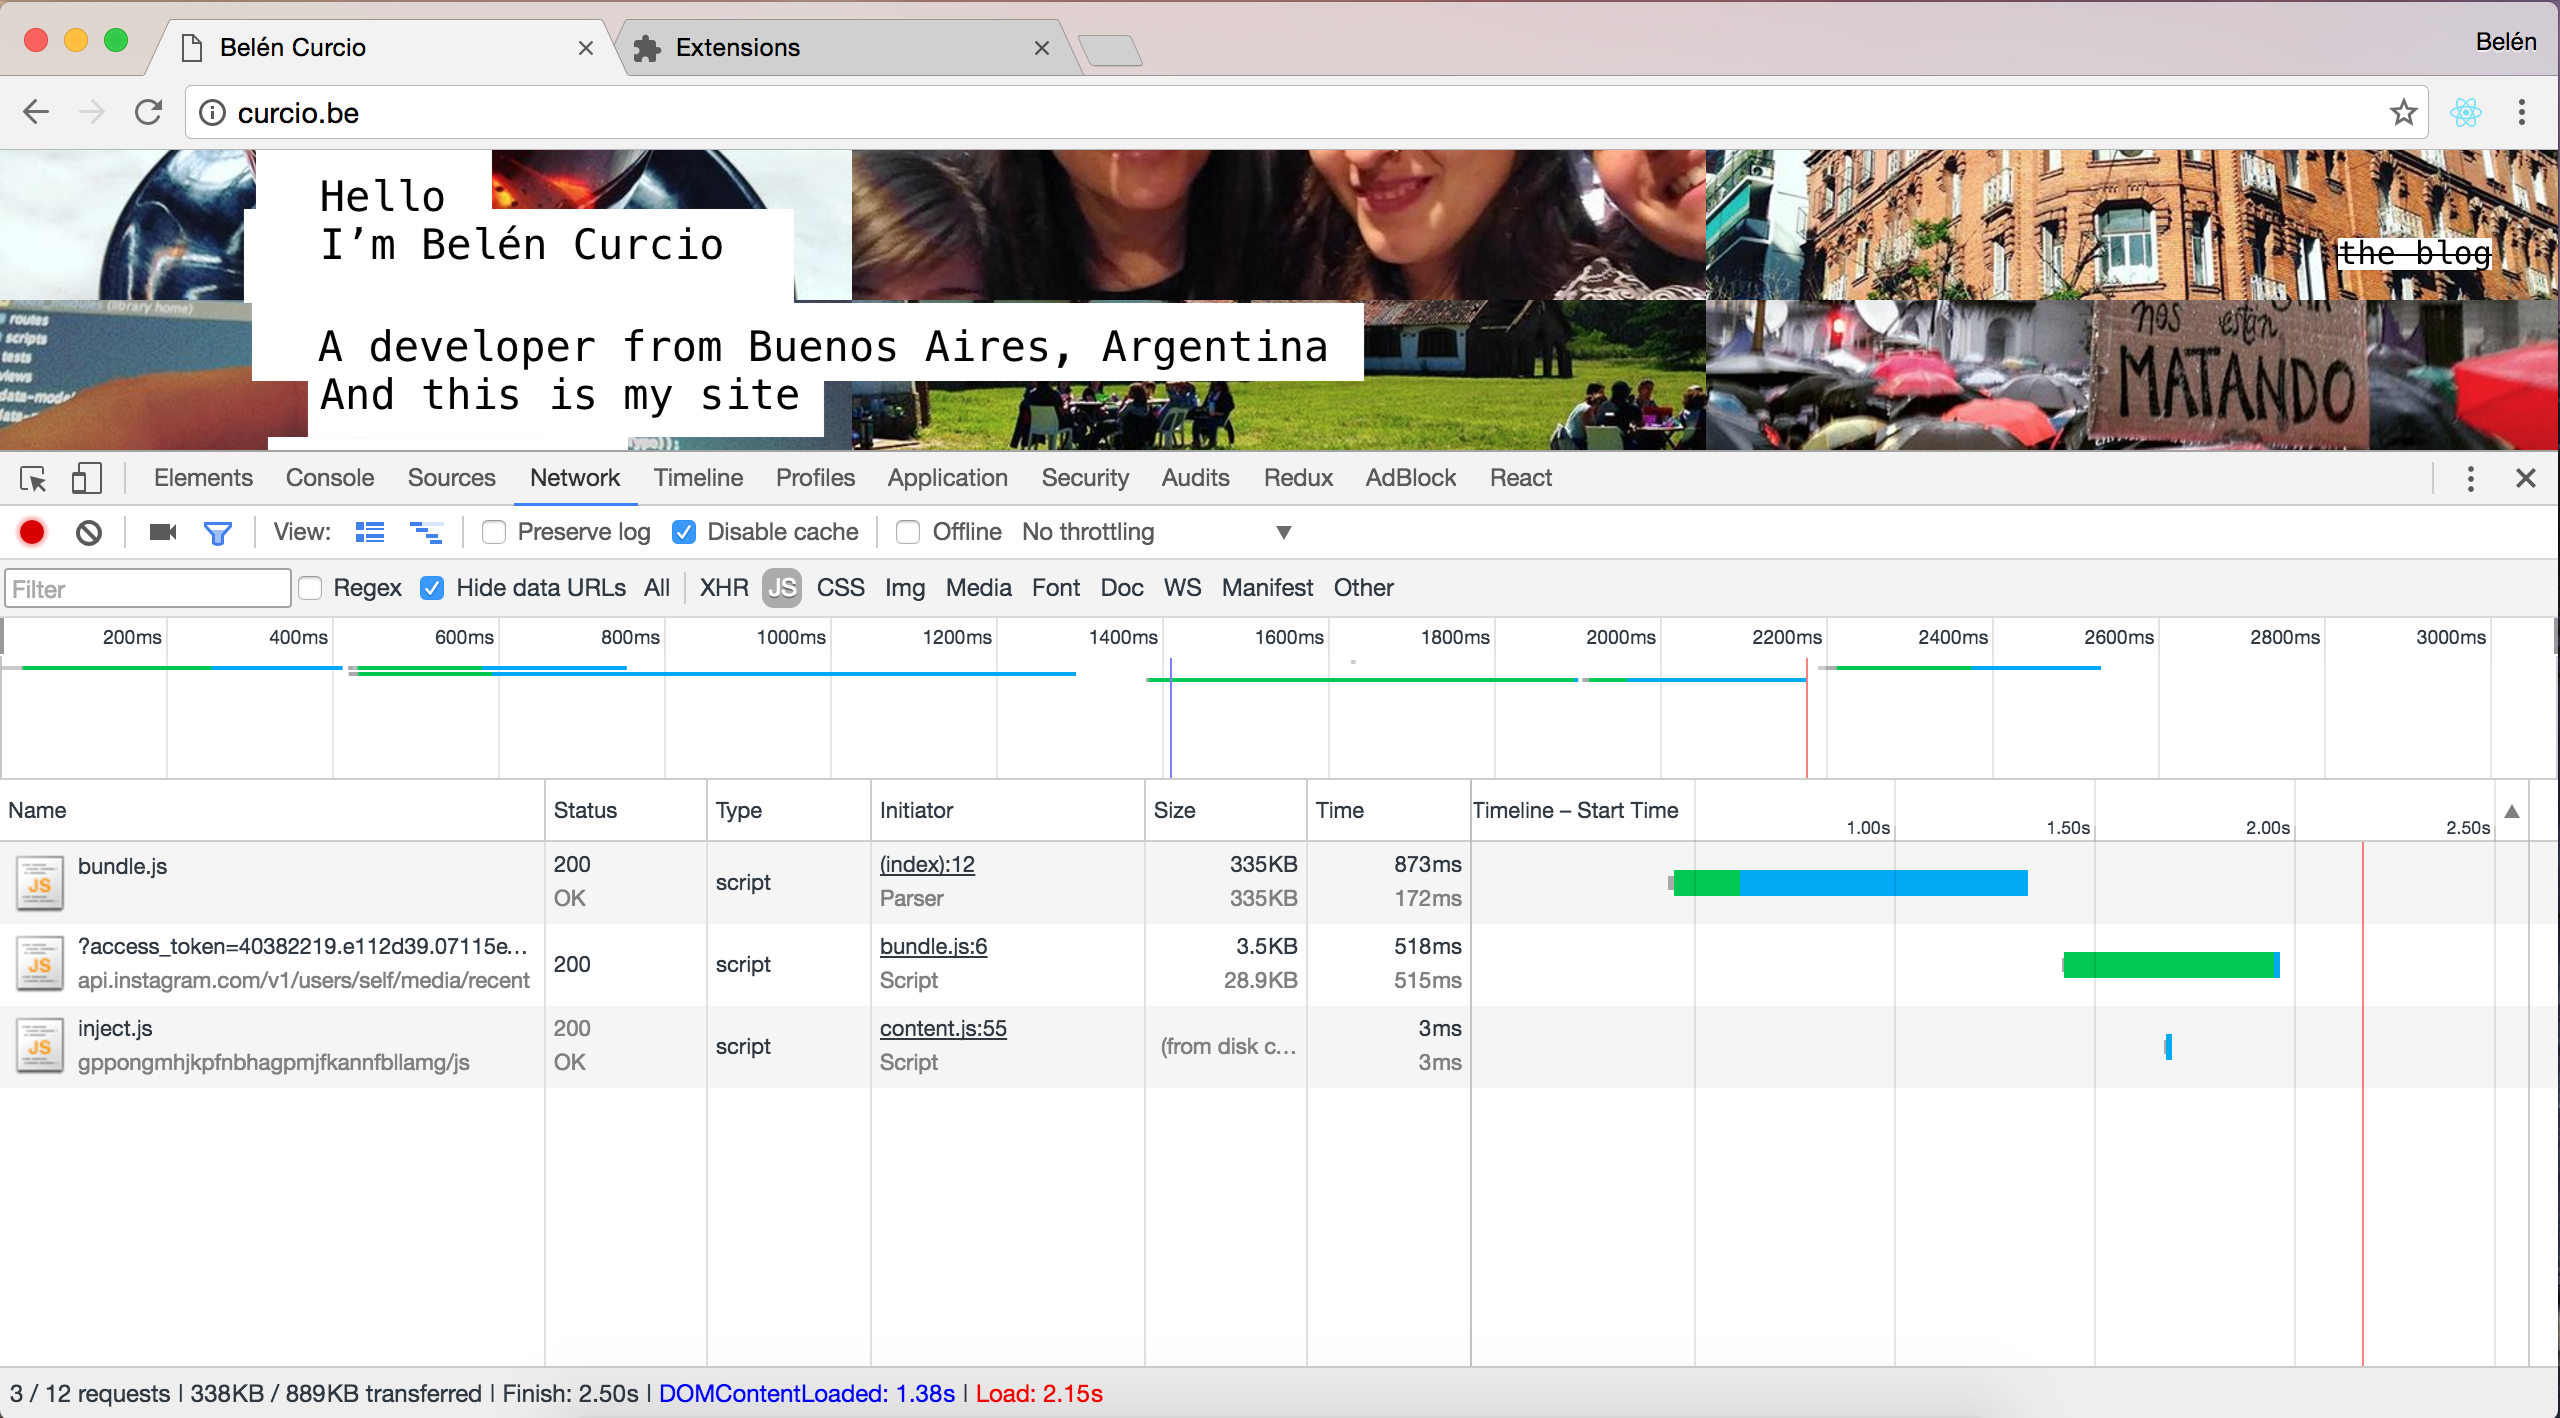 Belén Curcio
Extensions
Belén
curcio.be
Hello
I’m Belén Curcio
the blog
A developer from Buenos Aires, Argentina
And this is my site
(library home)
routes
scripts
tests
nos están
MATANDO
Elements Console Sources Network Timeline Profiles Application Security Audits Redux AdBlock React
View: Preserve log Disable cache Offline No throttling
Filter Regex Hide data URLs All XHR JS CSS Img Media Font Doc WS Manifest Other
200ms 400ms 600ms 800ms 1000ms 1200ms 1400ms 1600ms 1800ms 2000ms 2200ms 2400ms 2600ms 2800ms 3000ms
Name Status Type Initiator Size Time Timeline – Start Time
1.00s 1.50s 2.00s 2.50s
JS bundle.js 200 script (index):12 335KB 873ms
OK Parser 335KB 172ms
JS ?access_token=40382219.e112d39.07115e... 200 script bundle.js:6 3.5KB 518ms
api.instagram.com/v1/users/self/media/recent Script 28.9KB 515ms
JS inject.js 200 script content.js:55 (from disk c... 3ms
gppongmhjkpfnbhagpmjfkannfbllamg/js OK Script 3ms
3 / 12 requests | 338KB / 889KB transferred | Finish: 2.50s | DOMContentLoaded: 1.38s | Load: 2.15s